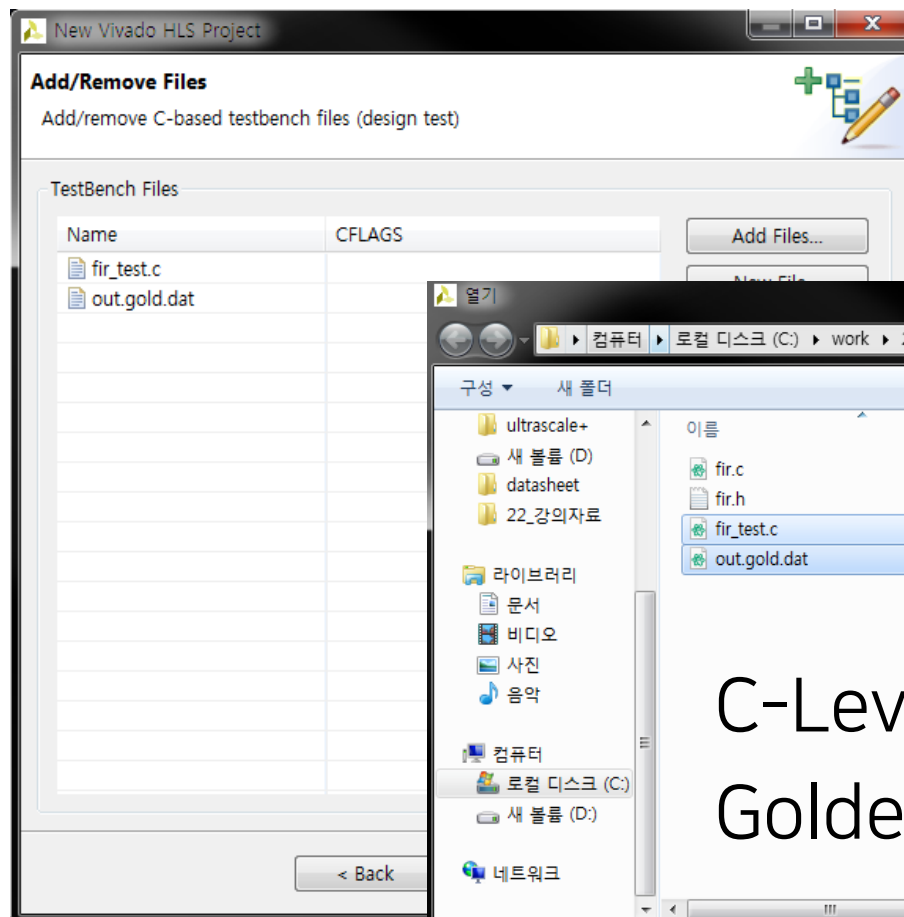 New Vivado HLS Project
Add/Remove Files
Add/remove C-based testbench files (design test)
TestBench Files
Name CFLAGS
fir_test.c
out.gold.dat
Add Files...
New File...
열기
컴퓨터 로컬 디스크 (C:) work
구성 새 폴더
ultrascale+
새 볼륨 (D)
datasheet
22_강의자료
라이브러리
문서
비디오
사진
음악
컴퓨터
로컬 디스크 (C:)
새 볼륨 (D:)
네트워크
이름
fir.c
fir.h
fir_test.c
out.gold.dat
C-Lev
Golde
< Back